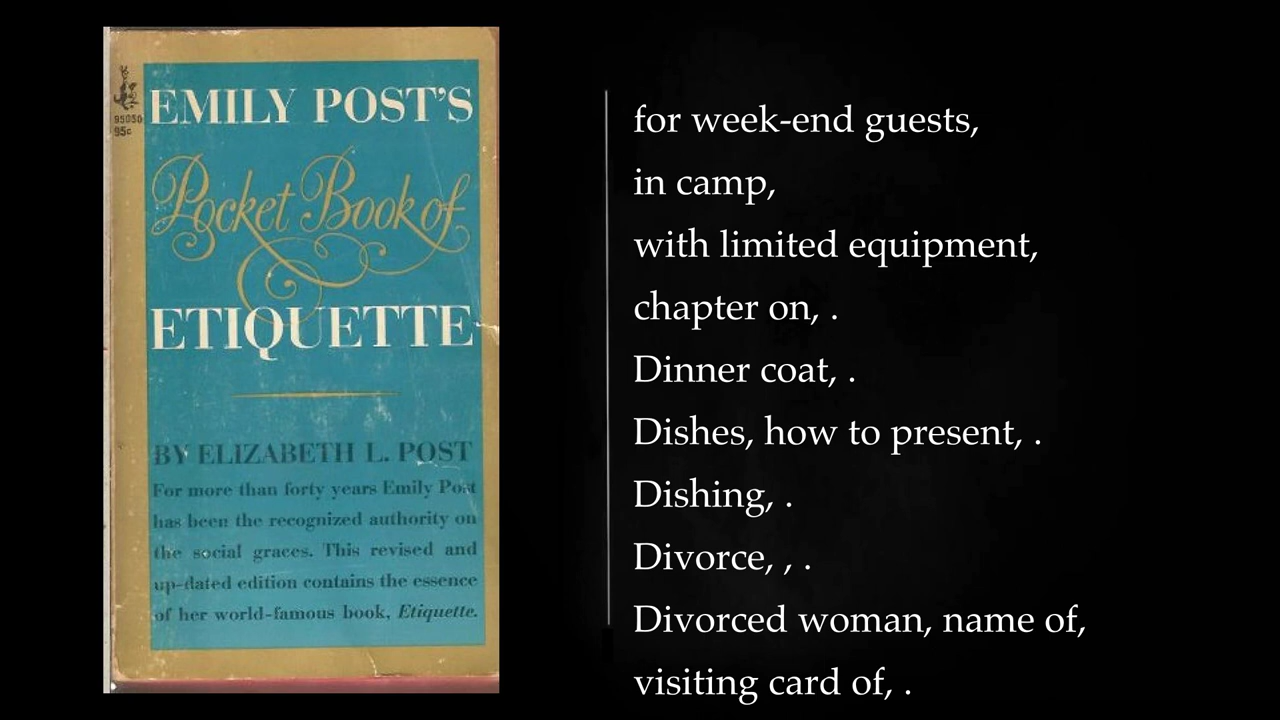 95050
95c
EMILY POST'S
Pocket Book of
ETIQUETTE
BY ELIZABETH L. POST
For more than forty years Emily Post
has been the recognized authority on
the social graces. This revised and
up-dated edition contains the essence
of her world-famous book, Etiquette.
for week-end guests,
in camp,
with limited equipment,
chapter on, .
Dinner coat, .
Dishes, how to present, .
Dishing, .
Divorce, , .
Divorced woman, name of,
visiting card of, .